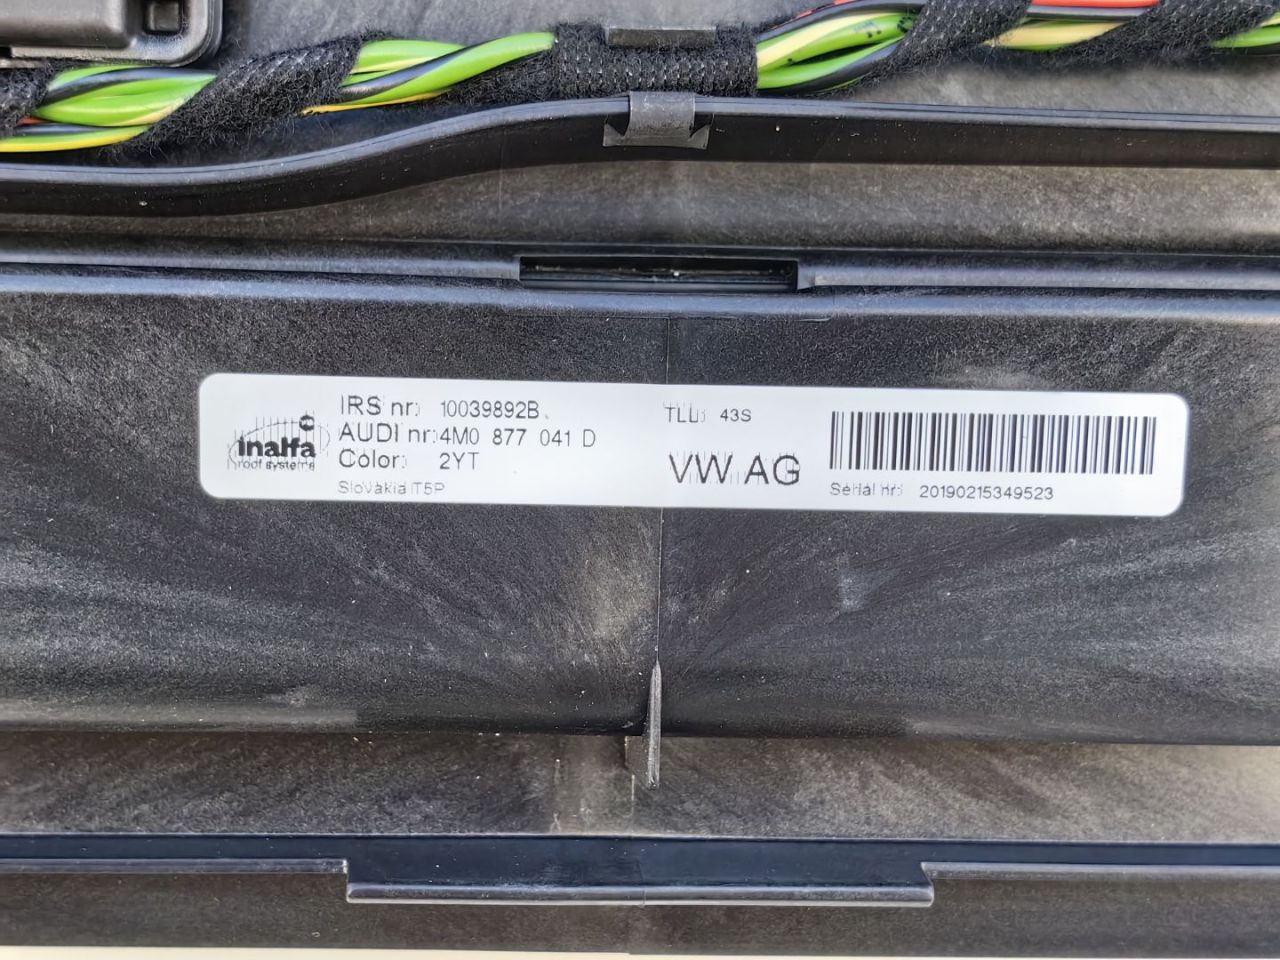 Inalfa
roof systems
IRS nr: 10039892B
AUDI nr: 4M0 877 041 D
Color: 2YT
Slovakia T5P
TLD: 43S
VW AG
Serial nr: 20190215349523